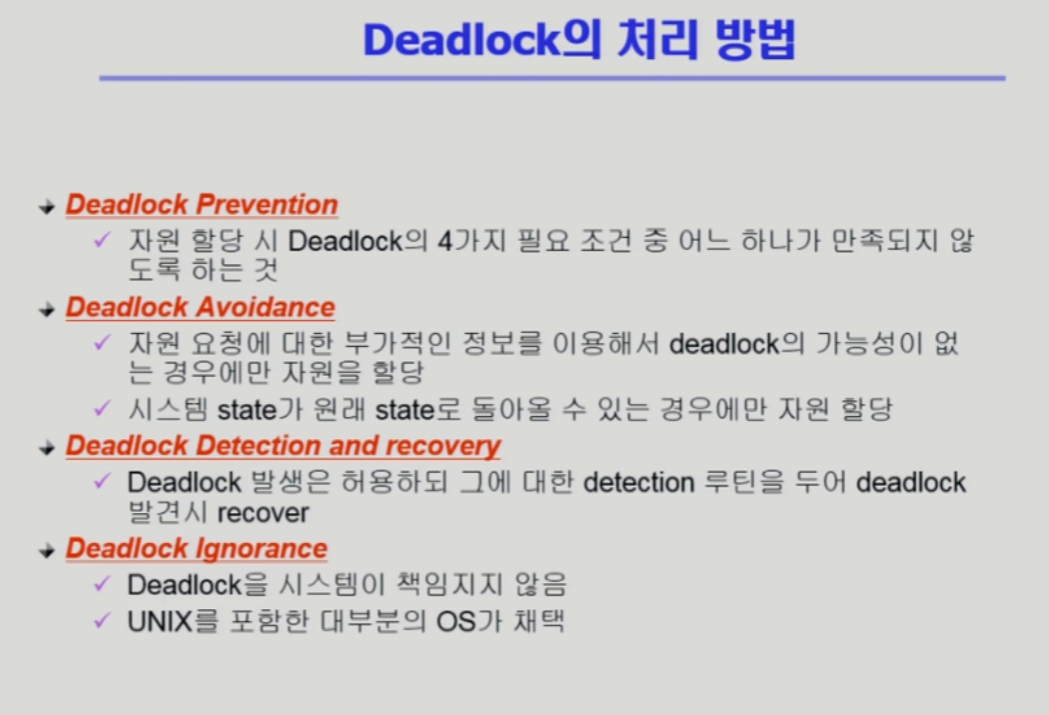 Deadlock의 처리 방법
Deadlock Prevention
자원 할당 시 Deadlock의 4가지 필요 조건 중 어느 하나가 만족되지 않
도록 하는 것
Deadlock Avoidance
자원 요청에 대한 부가적인 정보를 이용해서 deadlock의 가능성이 없
는 경우에만 자원을 할당
시스템 state가 원래 state로 돌아올 수 있는 경우에만 자원 할당
Deadlock Detection and recovery
Deadlock 발생은 허용하되 그에 대한 detection 루틴을 두어 deadlock
발견시 recover
Deadlock Ignorance
Deadlock을 시스템이 책임지지 않음
UNIX를 포함한 대부분의 OS가 채택